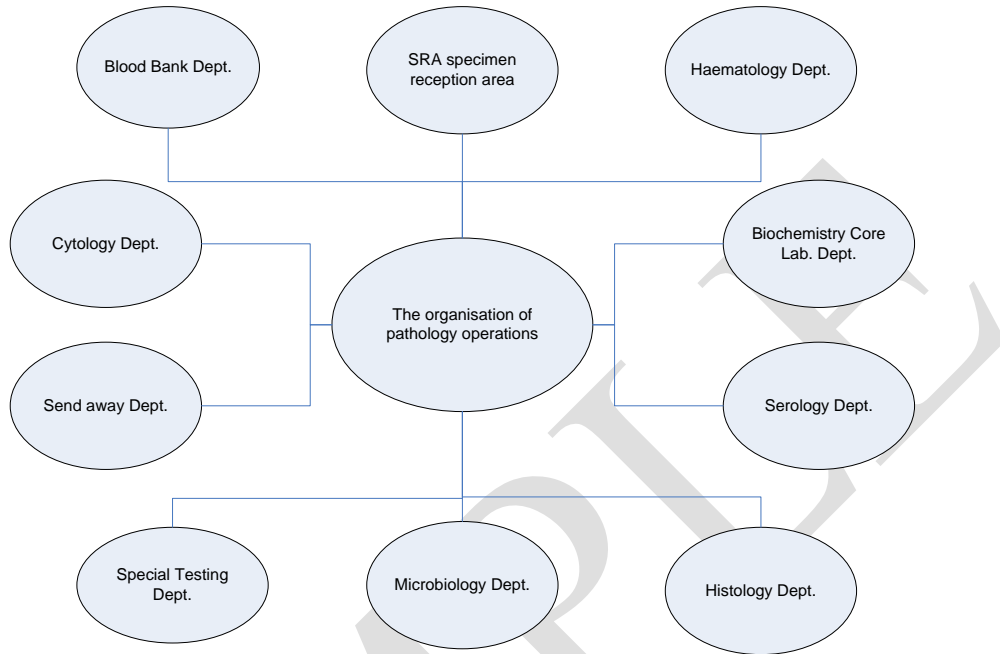 Blood Bank Dept.
SRA specimen
reception area
Haematology Dept.
Cytology Dept.
Biochemistry Core
Lab. Dept.
The organisation of
pathology operations
Send away Dept.
Serology Dept.
Special Testing
Dept.
Microbiology Dept.
Histology Dept.